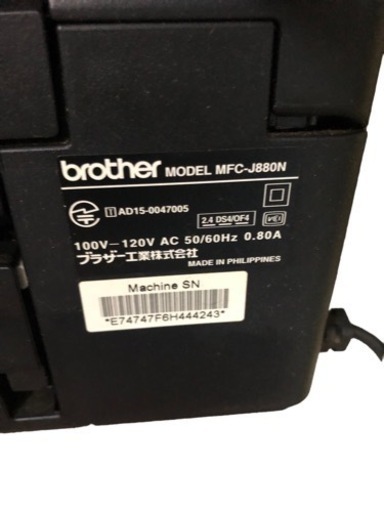 brother MODEL MFC-J880N
1 AD15-0047005
2.4 DS4/OF4
100V－120V AC 50/60Hz 0.80A
ブラザー工業株式会社
MADE IN PHILIPPINES
Machine SN
*E74747F6H444243*